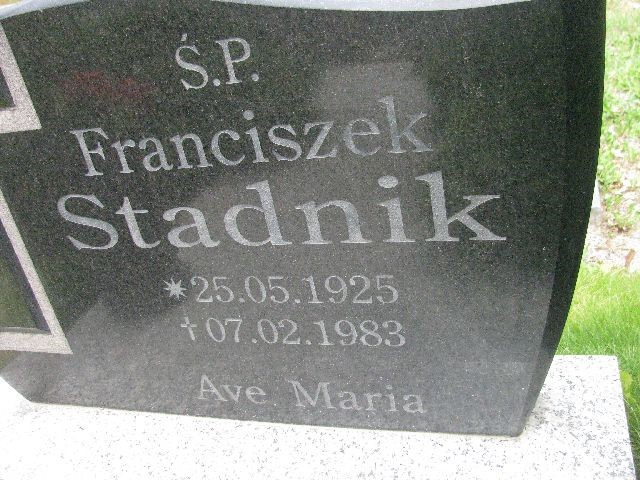 Ś.P.
Franciszek
Stadnik
✷25.05.1925
†07.02.1983
Ave Maria